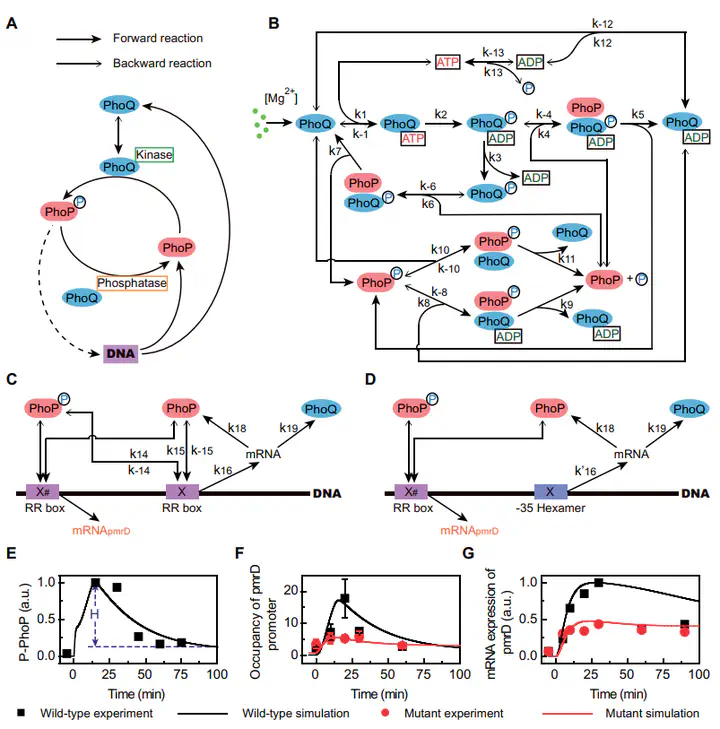 A
Forward reaction
Backward reaction
PhoQ
PhoQ
Kinase
PhoP
P
PhoP
Phosphatase
PhoQ
DNA
B
k-12
k12
ATP
k-13
k13
ADP
P
[Mg2+]
PhoQ
k1
k-1
PhoQ
ATP
k2
PhoQ
P
ADP
k-4
k4
PhoP
PhoQ
P
ADP
k5
PhoQ
ADP
k7
k3
ADP
PhoP
PhoQ
P
k-6
k6
PhoQ
P
PhoP
P
k10
k-10
PhoP
P
PhoQ
k11
PhoQ
PhoP
+
P
k-8
k8
PhoP
P
PhoQ
ADP
k9
PhoQ
ADP
C
PhoP
P
PhoP
PhoQ
k14
k-14
k15
k-15
k18
k19
mRNA
k16
X#
X
DNA
RR box
RR box
mRNApmrD
D
PhoP
P
PhoP
PhoQ
k18
k19
mRNA
k'16
X#
X
DNA
RR box
-35 Hexamer
mRNApmrD
E
P-PhoP (a.u.)
1.0
0.5
0.0
H
0 25 50 75 100
Time (min)
F
Occupancy of pmrD
promoter
20
10
0
0 25 50 75 100
Time (min)
G
mRNA expression of
pmrD (a.u.)
1.0
0.5
0.0
0 25 50 75 100
Time (min)
Wild-type experiment
Wild-type simulation
Mutant experiment
Mutant simulation